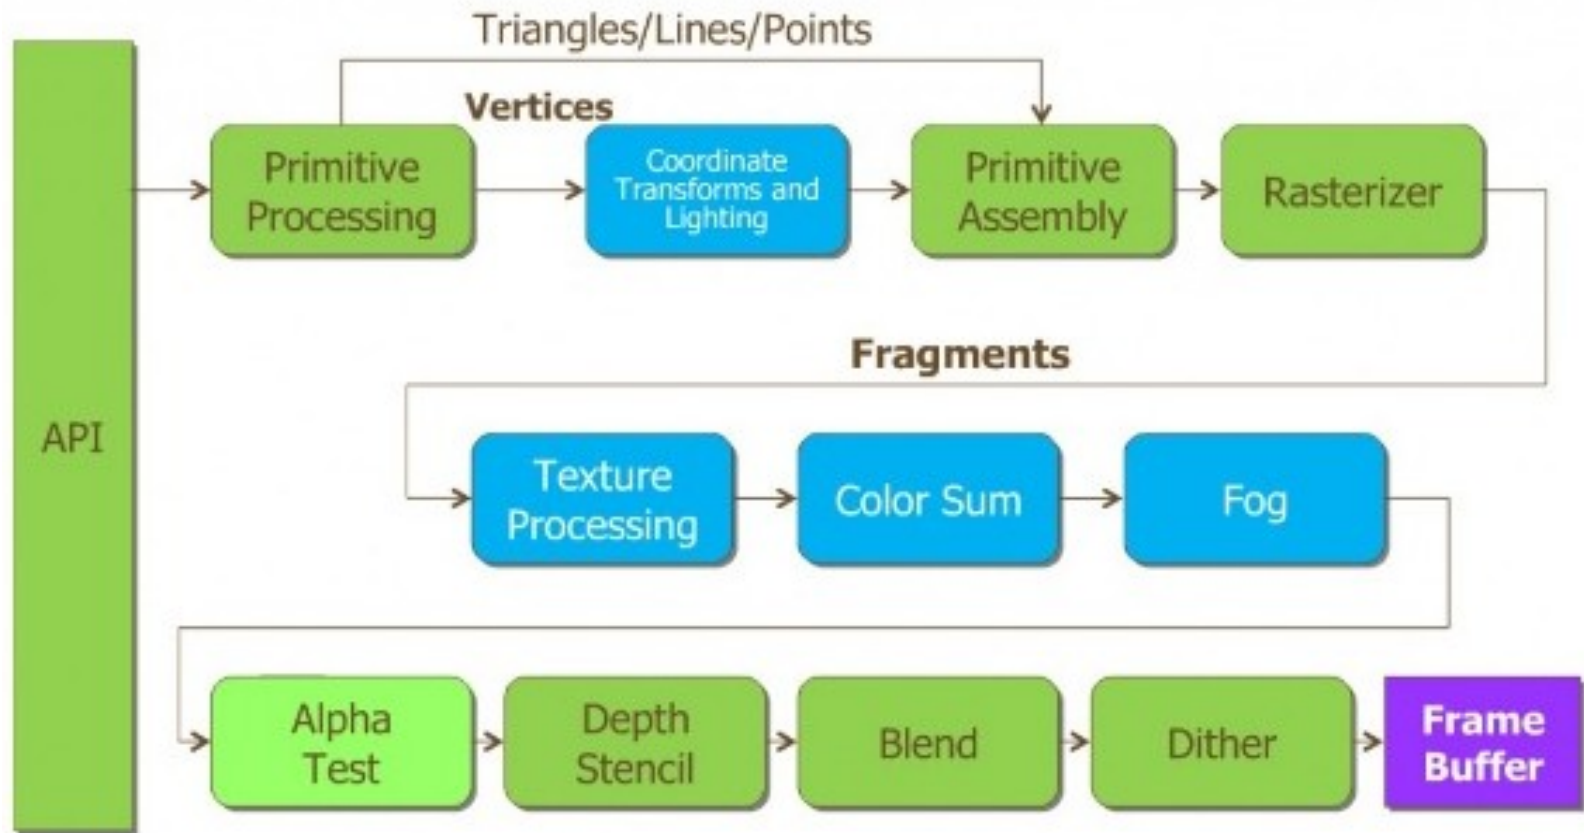 Triangles/Lines/Points
Vertices
Primitive
Processing
Coordinate
Transforms and
Lighting
Primitive
Assembly
Rasterizer
Fragments
API
Texture
Processing
Color Sum
Fog
Alpha
Test
Depth
Stencil
Blend
Dither
Frame
Buffer